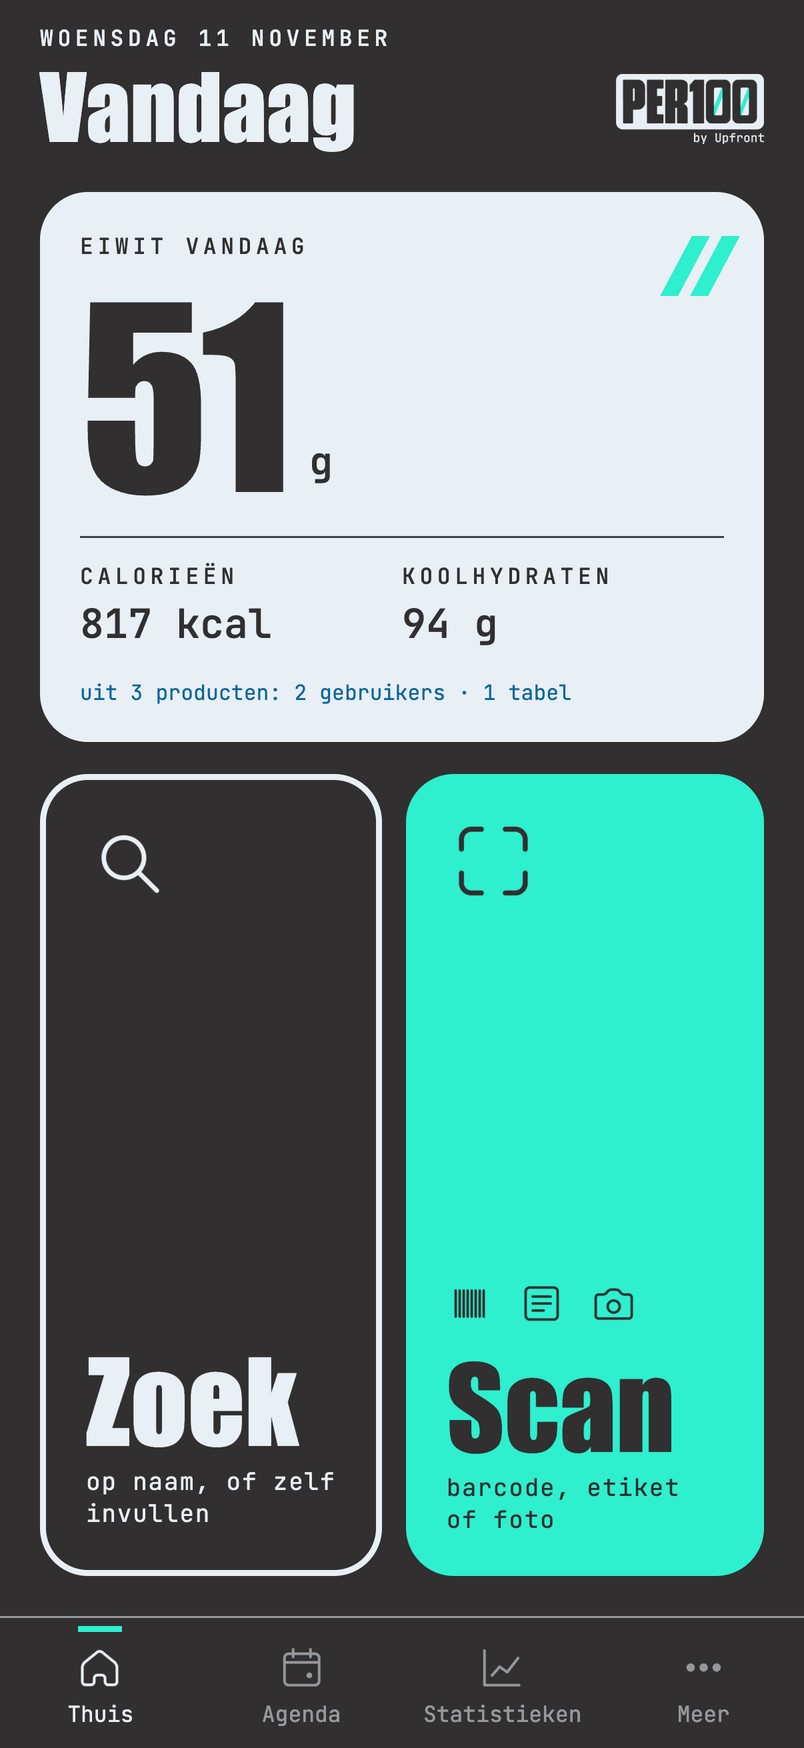 WOENSDAG 11 NOVEMBER
Vandaag
PER100
by Upfront
EIWIT VANDAAG
51 g
CALORIEËN
817 kcal
KOOLHYDRATEN
94 g
uit 3 producten: 2 gebruikers · 1 tabel
Zoek
op naam, of zelf
invullen
Scan
barcode, etiket
of foto
Thuis
Agenda
Statistieken
Meer